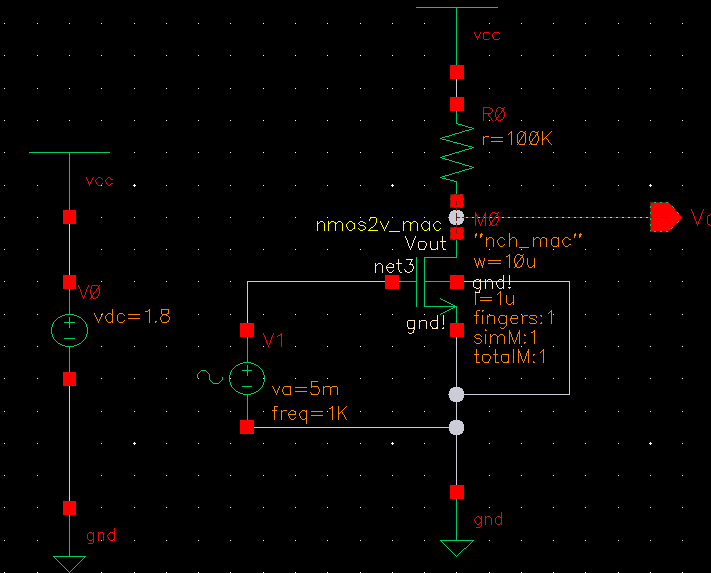 vcc
R0
r=100K
vcc
nmos2v_mac
M0
Vout
"nch_mac"
w=10u
net3
gnd!
l=1u
V0
vdc=1.8
gnd!
fingers:1
simM:1
totalM:1
V1
va=5m
freq=1K
gnd
gnd